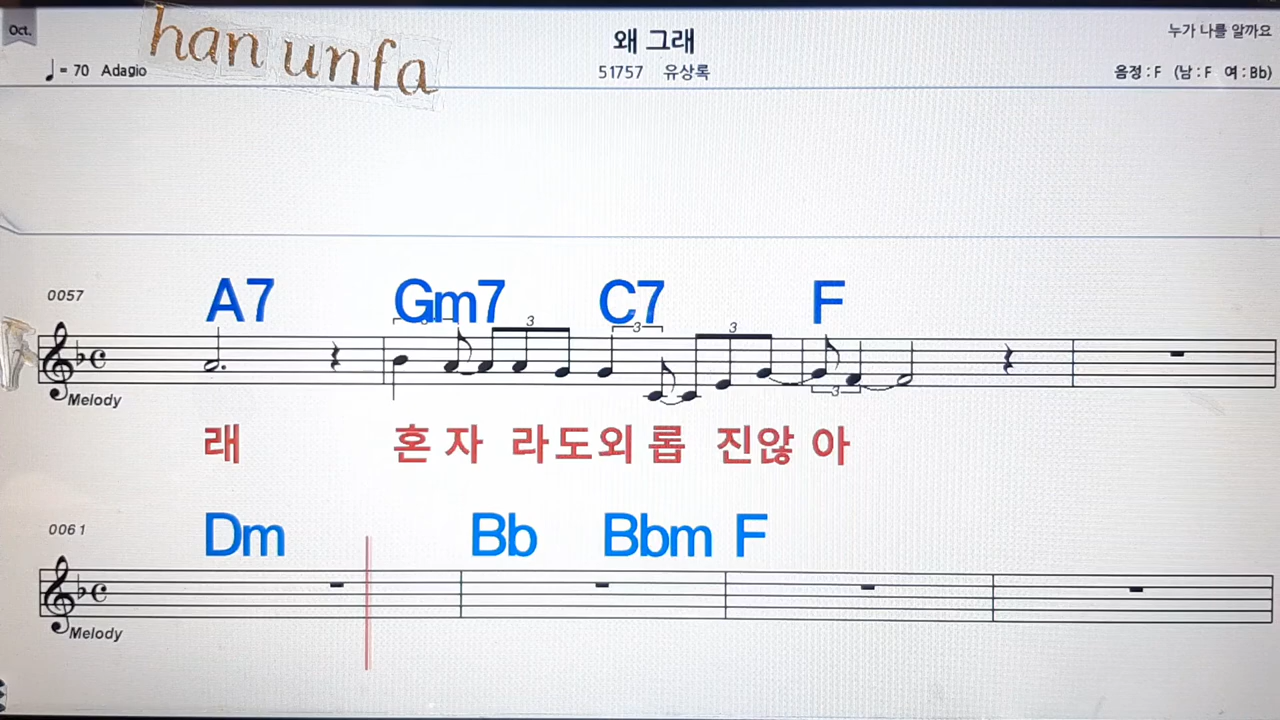 Oct.
han unfa
왜 그래
누가 나를 알까요
♩= 70 Adagio
51757 유상록
음정 : F (남 : F 여 : Bb)
0057
A7 Gm7 C7 F
3 3 3 3
Melody
래 혼 자 라도외 롭 진않 아
0061
Dm Bb Bbm F
Melody